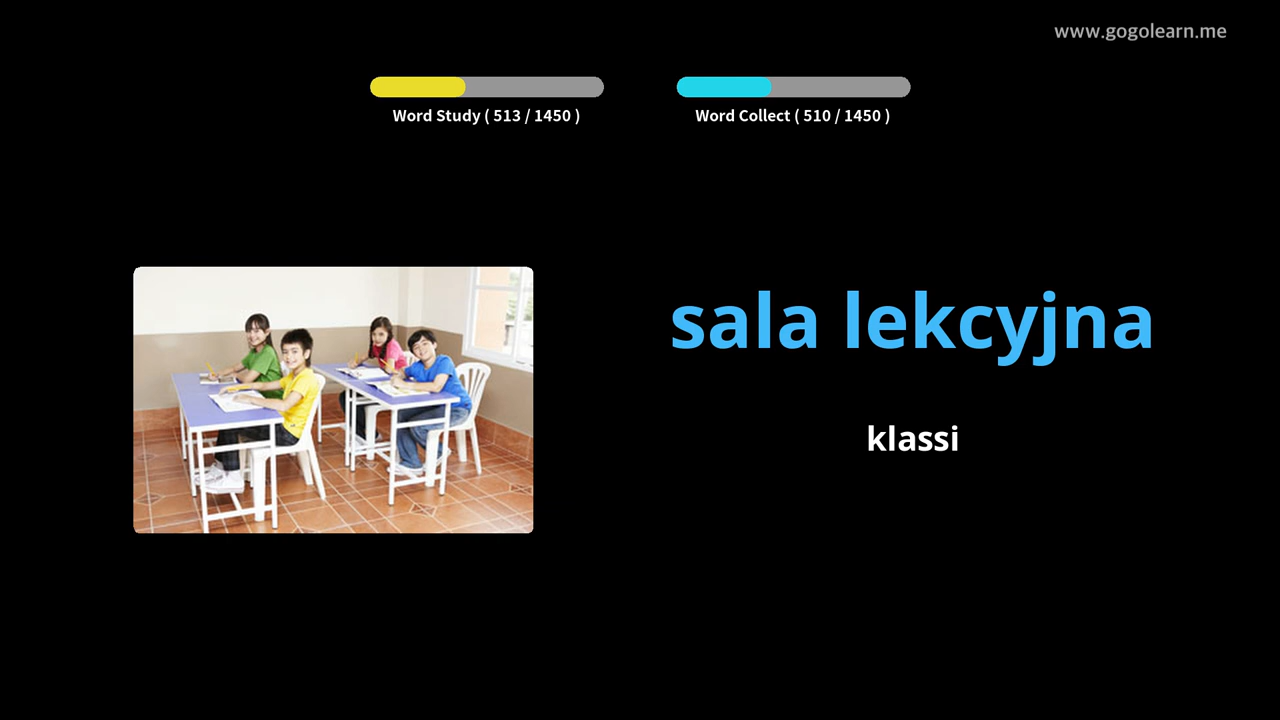 www.gogolearn.me
Word Study ( 513 / 1450 )
Word Collect ( 510 / 1450 )
sala lekcyjna
klassi